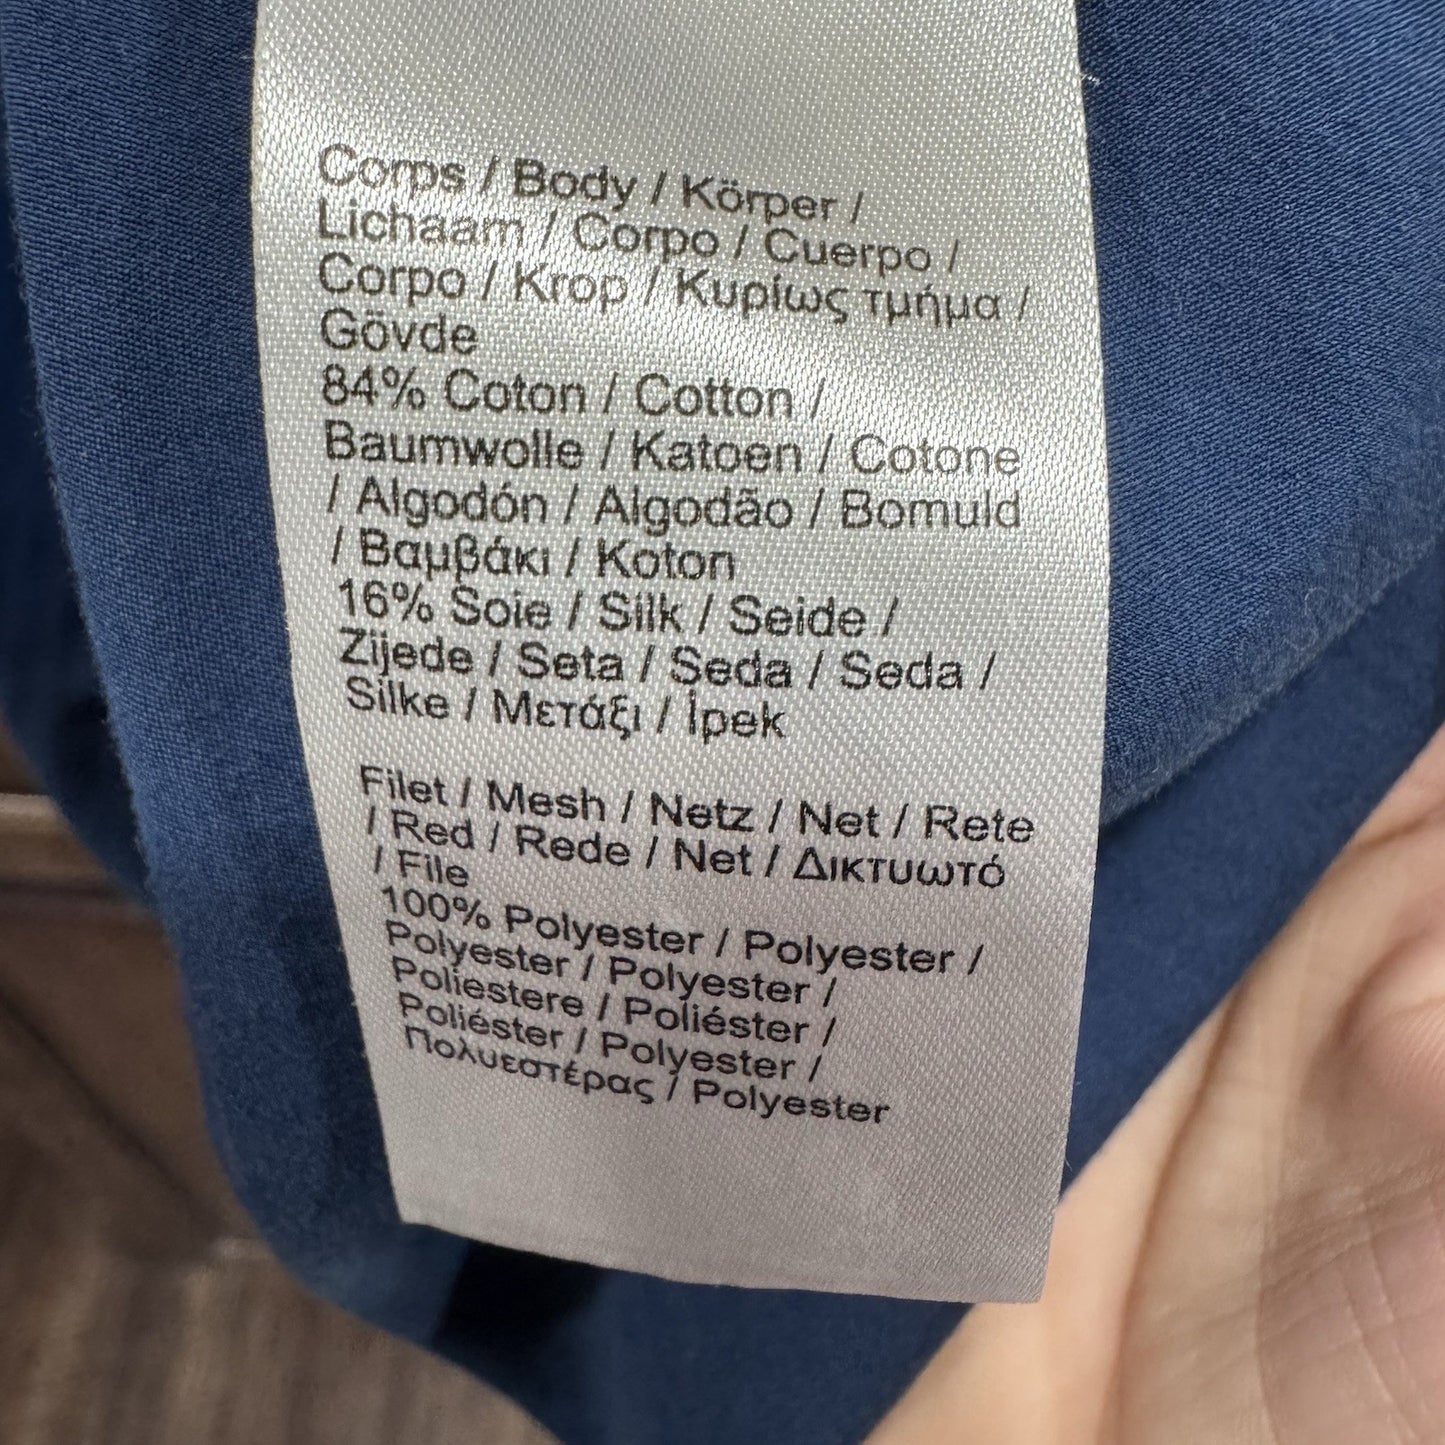 Corps / Body / Körper /
Lichaam / Corpo / Cuerpo /
Corpo / Krop / Κυρίως τμήμα /
Gövde
84% Coton / Cotton /
Baumwolle / Katoen / Cotone
/ Algodón / Algodão / Bomuld
/ Βαμβάκι / Koton
16% Soie / Silk / Seide /
Zijede / Seta / Seda / Seda /
Silke / Μετάξι / İpek
Filet / Mesh / Netz / Net / Rete
/ Red / Rede / Net / Δικτυωτό
/ File
100% Polyester / Polyester /
Polyester / Polyester /
Poliestere / Poliéster /
Poliéster / Polyester /
Πολυεστέρας / Polyester